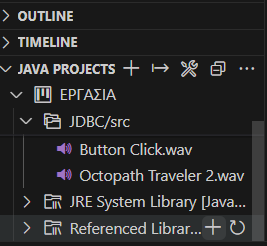 OUTLINE
TIMELINE
JAVA PROJECTS
ΕΡΓΑΣΙΑ
JDBC/src
Button Click.wav
Octopath Traveler 2.wav
JRE System Library [Java...
Referenced Librar...